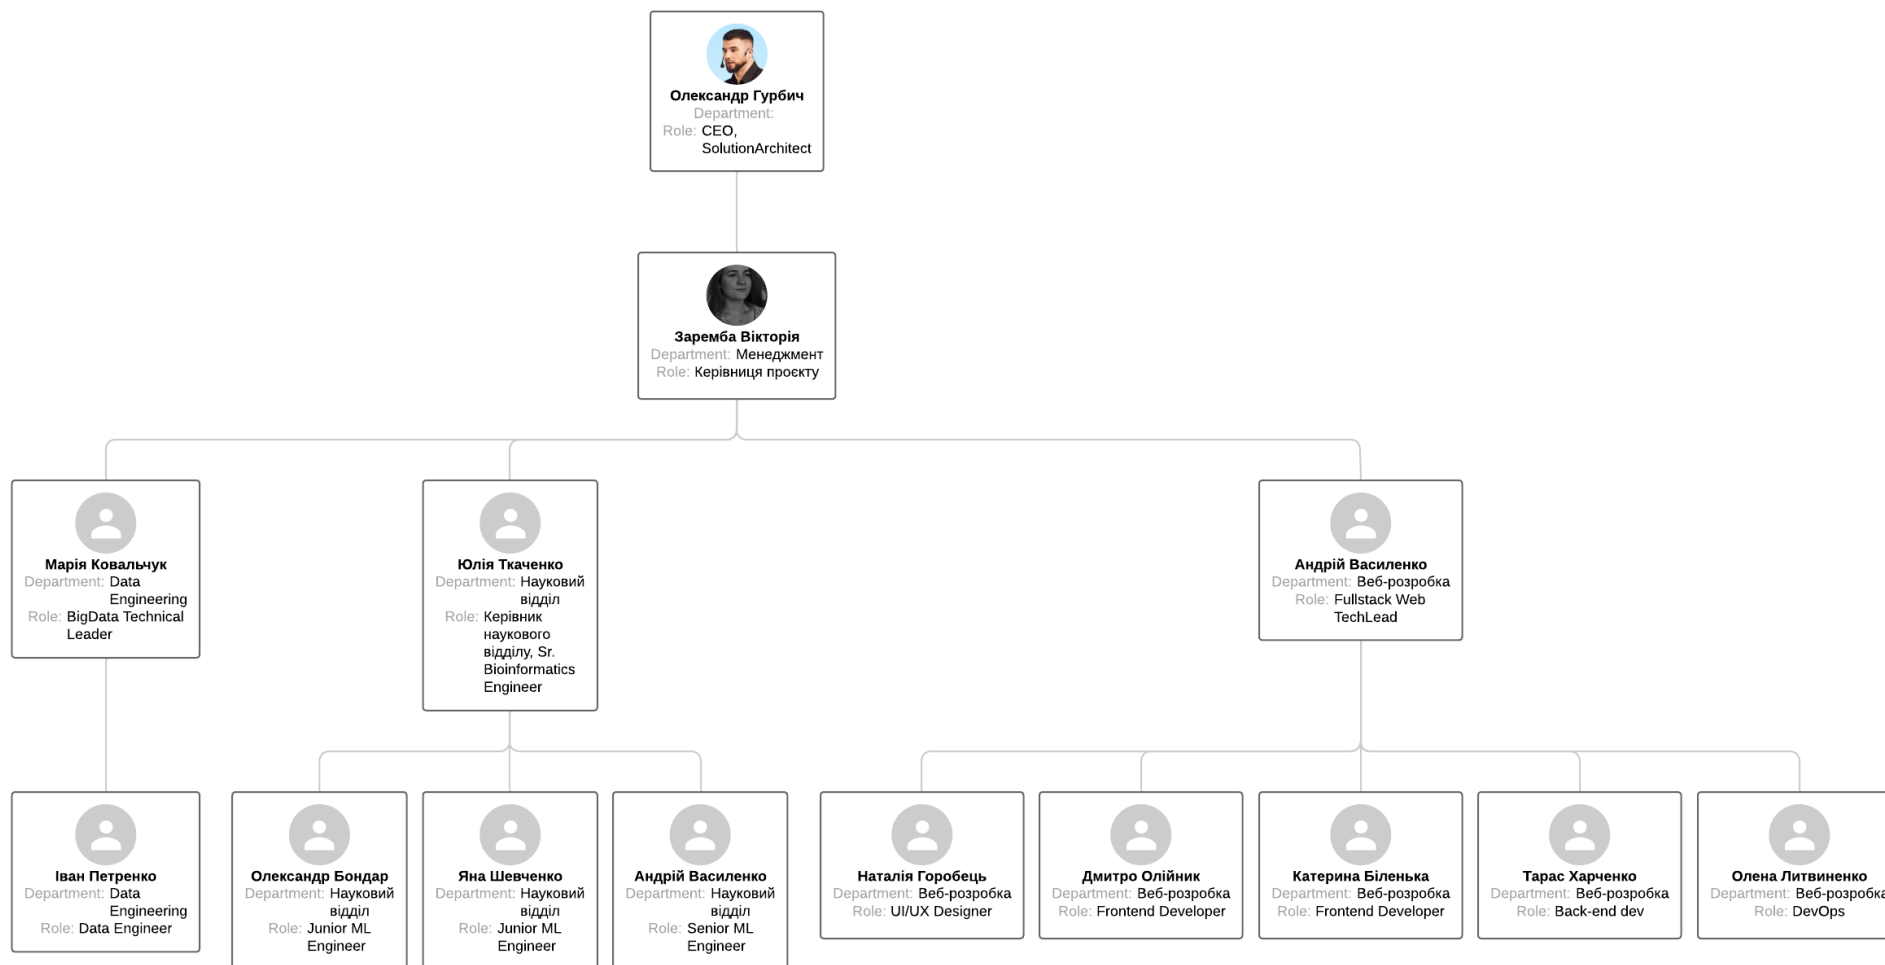 Олександр Гурбич
Department:
Role: CEO,
SolutionArchitect
Заремба Вікторія
Department: Менеджмент
Role: Керівниця проєкту
Марія Ковальчук
Department: Data
Engineering
Role: BigData Technical
Leader
Юлія Ткаченко
Department: Науковий
відділ
Role: Керівник
наукового
відділу, Sr.
Bioinformatics
Engineer
Андрій Василенко
Department: Веб-розробка
Role: Fullstack Web
TechLead
Іван Петренко
Department: Data
Engineering
Role: Data Engineer
Олександр Бондар
Department: Науковий
відділ
Role: Junior ML
Engineer
Яна Шевченко
Department: Науковий
відділ
Role: Junior ML
Engineer
Андрій Василенко
Department: Науковий
відділ
Role: Senior ML
Engineer
Наталія Горобець
Department: Веб-розробка
Role: UI/UX Designer
Дмитро Олійник
Department: Веб-розробка
Role: Frontend Developer
Катерина Біленька
Department: Веб-розробка
Role: Frontend Developer
Тарас Харченко
Department: Веб-розробка
Role: Back-end dev
Олена Литвиненко
Department: Веб-розробка
Role: DevOps